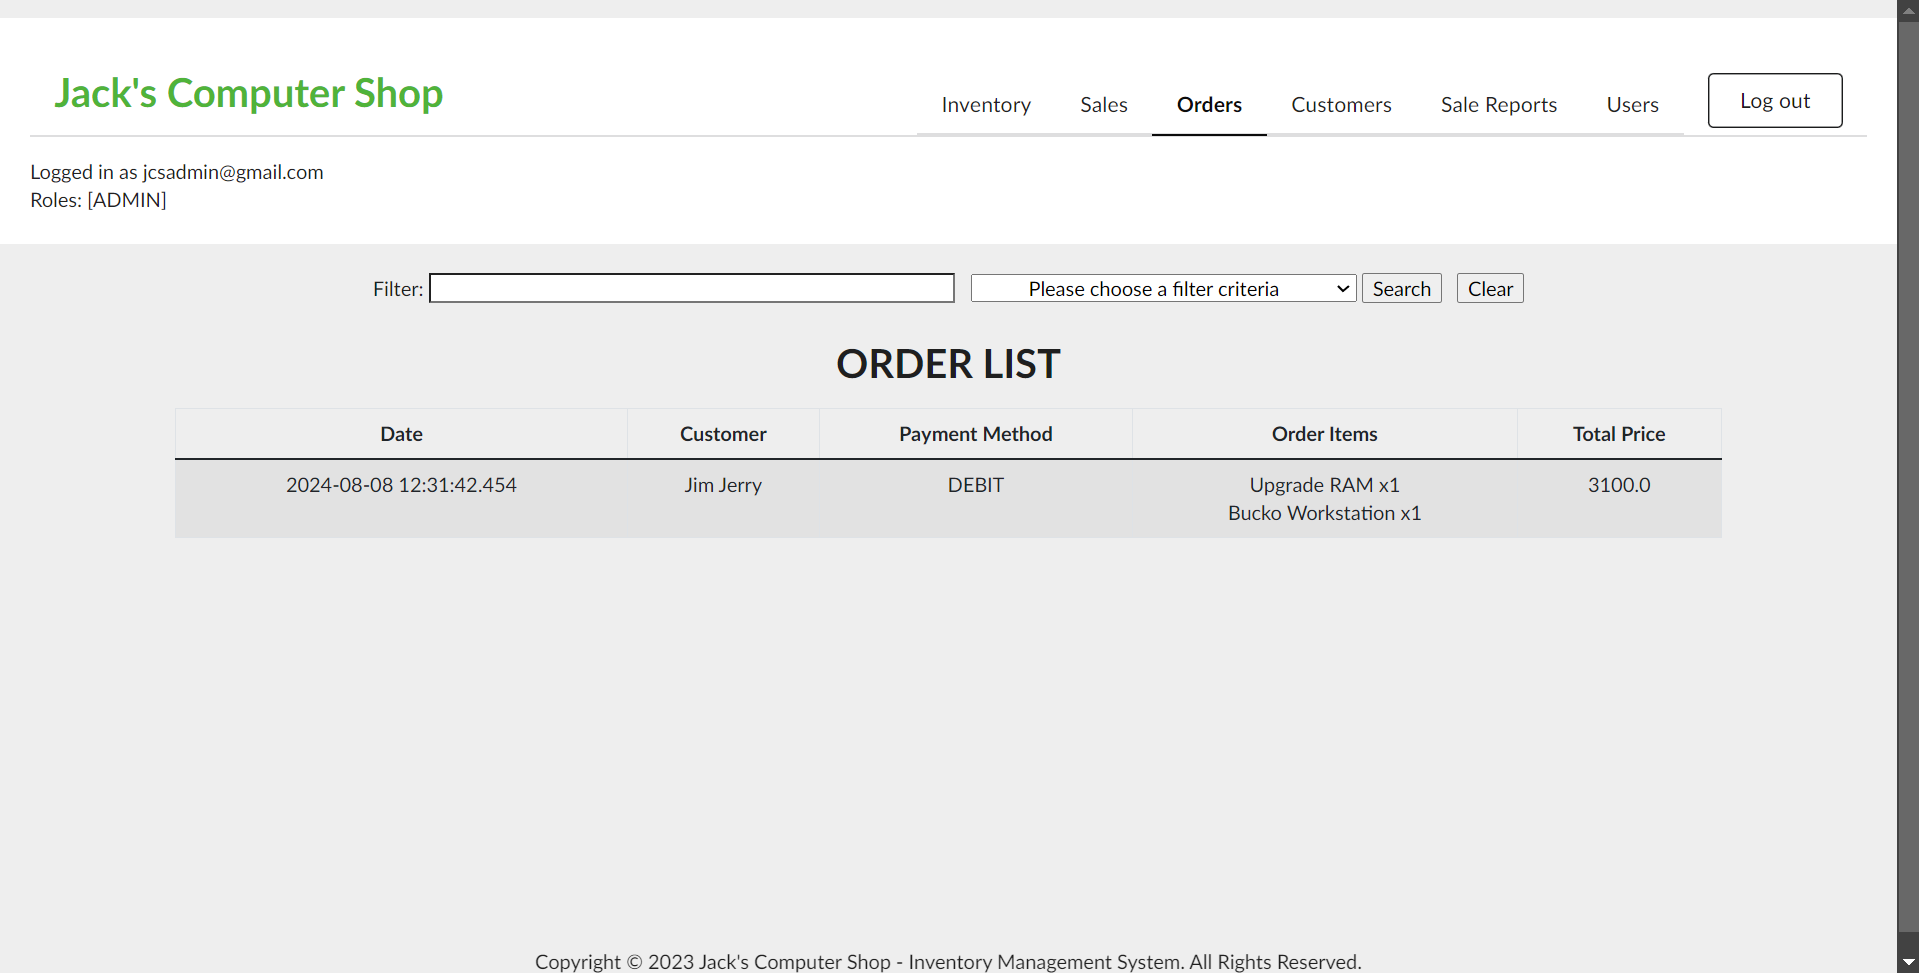 Jack's Computer Shop
Inventory Sales Orders Customers Sale Reports Users Log out
Logged in as jcsadmin@gmail.com
Roles: [ADMIN]
Filter: Please choose a filter criteria Search Clear
ORDER LIST
Date Customer Payment Method Order Items Total Price
2024-08-08 12:31:42.454 Jim Jerry DEBIT Upgrade RAM x1 3100.0
Bucko Workstation x1
Copyright © 2023 Jack's Computer Shop - Inventory Management System. All Rights Reserved.